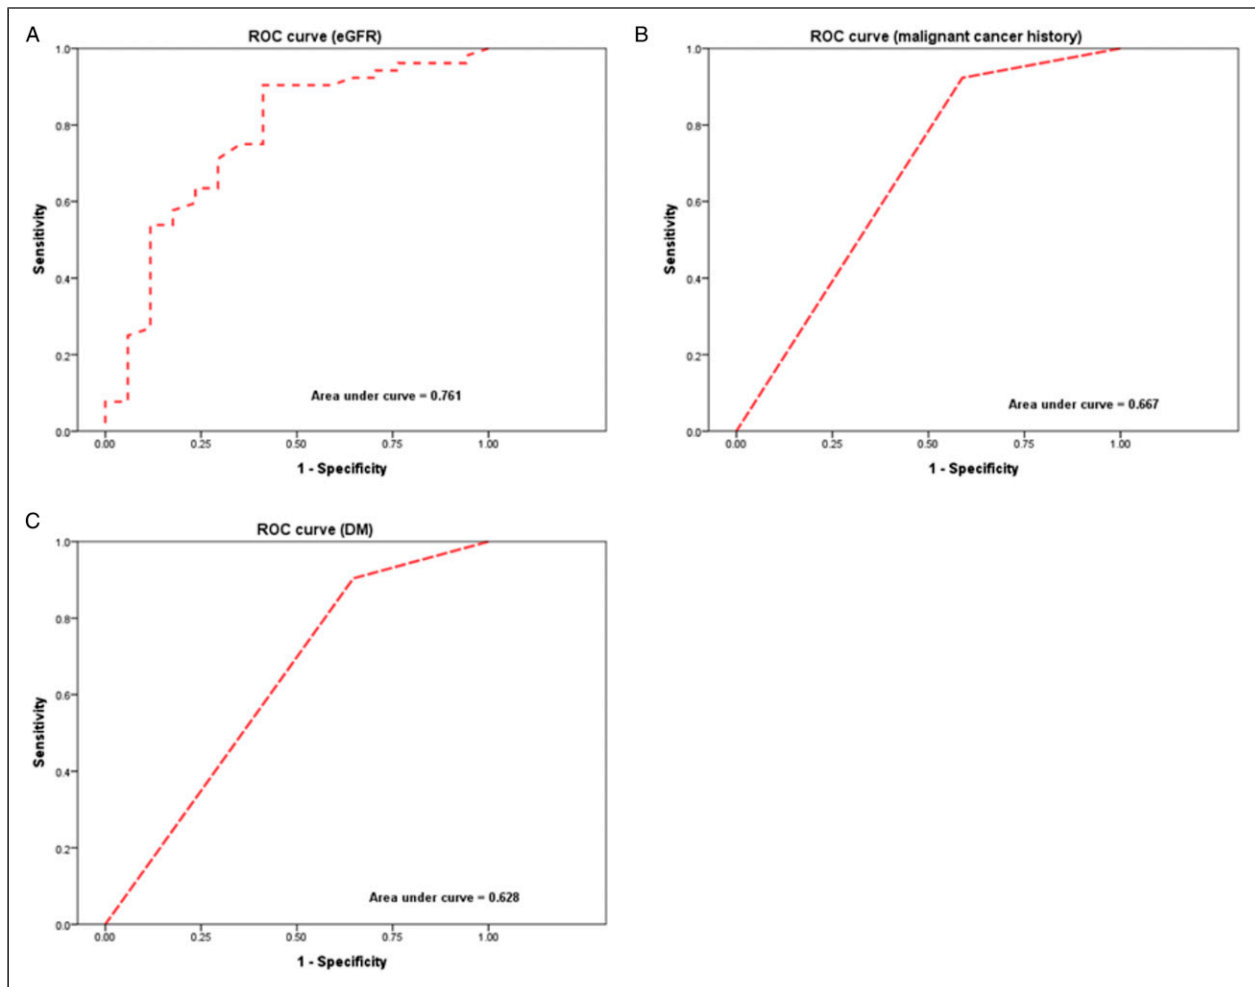 A
ROC curve (eGFR)
1.0
0.8
0.6
0.4
0.2
0.0
Sensitivity
0.00 0.25 0.50 0.75 1.00
1 - Specificity
Area under curve = 0.761
B
ROC curve (malignant cancer history)
1.0
0.8
0.6
0.4
0.2
0.0
Sensitivity
0.00 0.25 0.50 0.75 1.00
1 - Specificity
Area under curve = 0.667
C
ROC curve (DM)
1.0
0.8
0.6
0.4
0.2
0.0
Sensitivity
0.00 0.25 0.50 0.75 1.00
1 - Specificity
Area under curve = 0.628